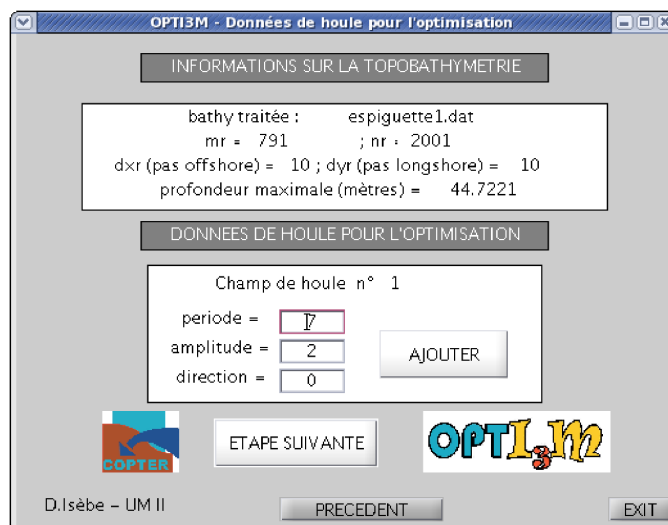 OPTI3M - Données de houle pour l'optimisation
INFORMATIONS SUR LA TOPOBATHYMETRIE
bathy traitée : espiguette1.dat
mr = 791 ; nr = 2001
dxr (pas offshore) = 10 ; dyr (pas longshore) = 10
profondeur maximale (mètres) = 44.7221
DONNEES DE HOULE POUR L'OPTIMISATION
Champ de houle n° 1
periode = 7
amplitude = 2
AJOUTER
direction = 0
COPTER
ETAPE SUIVANTE
OPTI3M
D.Isèbe – UM II
PRECEDENT
EXIT